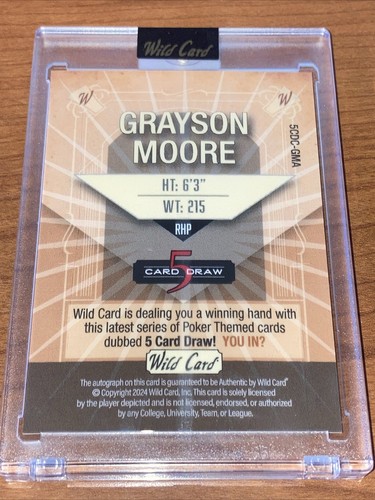 Wild Card
W W
GRAYSON
MOORE
5CDC-GMA
HT: 6'3"
WT: 215
RHP
5
CARD DRAW
Wild Card is dealing you a winning hand with
this latest series of Poker Themed cards
dubbed 5 Card Draw! YOU IN?
Wild Card
The autograph on this card is guaranteed to be Authentic by Wild Card®
© Copyright 2024 Wild Card, Inc. This card is solely licensed
by the player depicted and is not licensed, endorsed, or authorized
by any College, University, Team, or League.